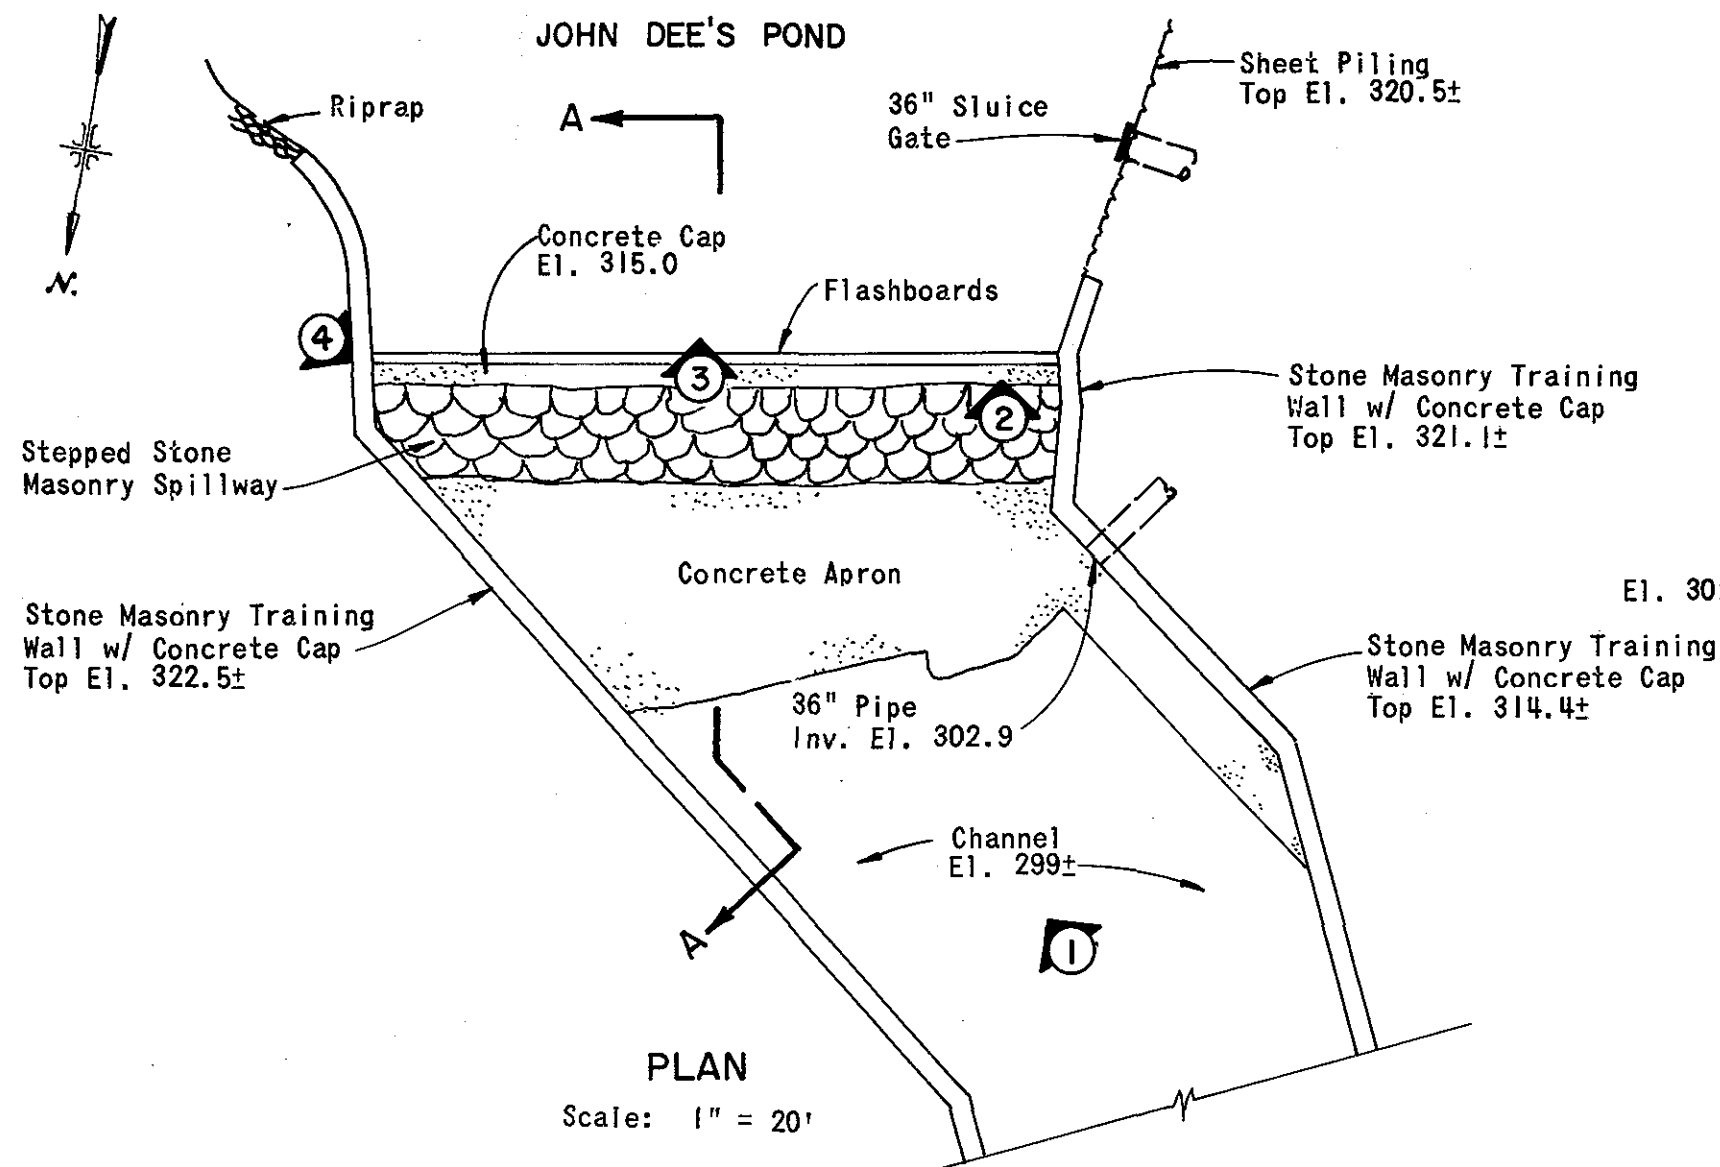 JOHN DEE'S POND
Sheet Piling
Top El. 320.5±
Riprap
A
36" Sluice
Gate
N.
Concrete Cap
El. 315.0
Flashboards
4
3
2
Stone Masonry Training
Wall w/ Concrete Cap
Top El. 321.1±
Stepped Stone
Masonry Spillway
Concrete Apron
El. 30
Stone Masonry Training
Wall w/ Concrete Cap
Top El. 322.5±
Stone Masonry Training
Wall w/ Concrete Cap
Top El. 314.4±
36" Pipe
Inv. El. 302.9
Channel
El. 299±
A
1
PLAN
Scale: 1" = 20'